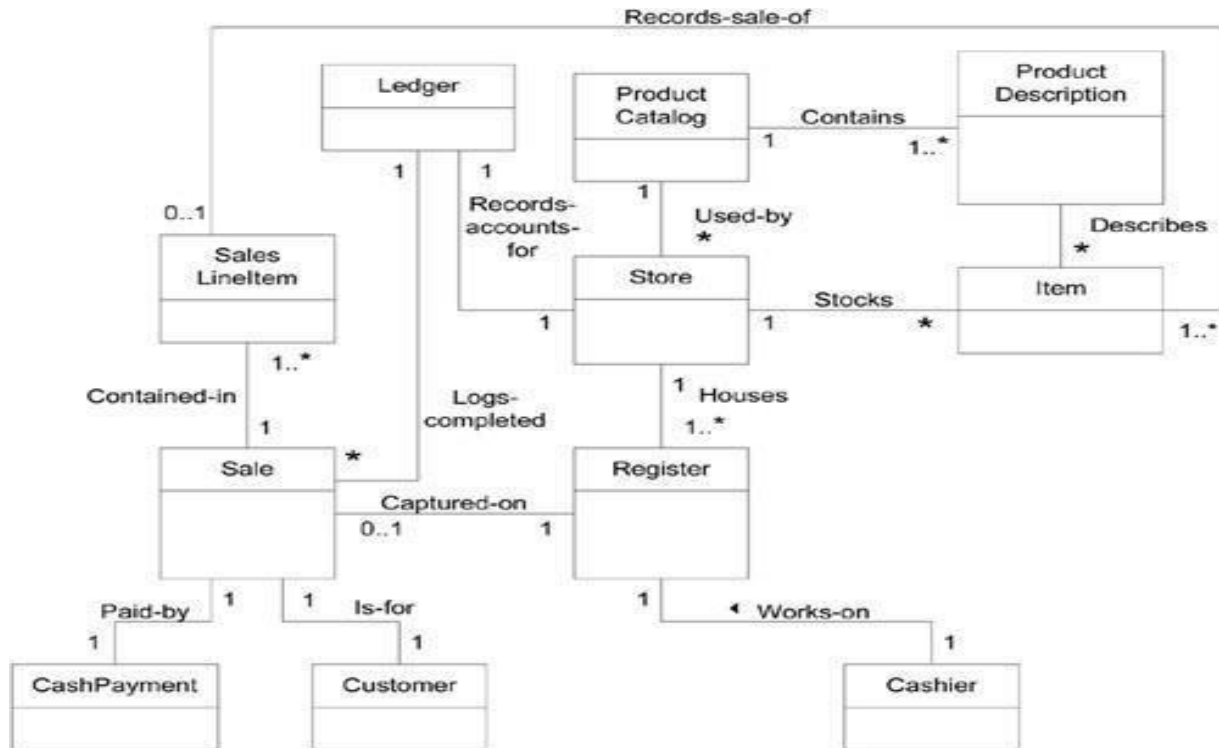 Records-sale-of
Ledger
Product
Catalog
Product
Description
Contains
1
1..*
1
1
1
Records-
accounts-
for
Used-by
*
Describes
*
0..1
Sales
LineItem
Store
Item
Stocks
1
1
*
1..*
1..*
Contained-in
1
Logs-
completed
1
Houses
1..*
Sale
*
Register
Captured-on
0..1
1
Paid-by
1
1
Is-for
1
Works-on
1
1
1
CashPayment
Customer
Cashier